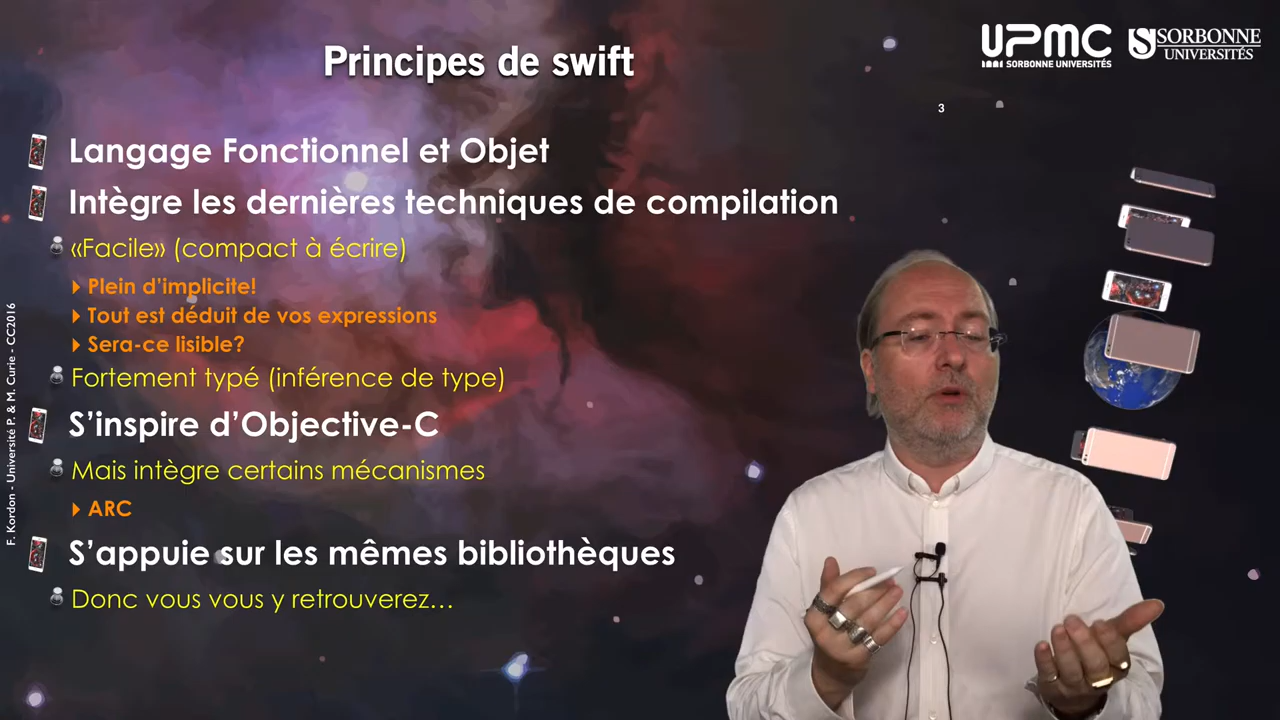 Principes de swift
UPMC
SORBONNE UNIVERSITÉS
SORBONNE
UNIVERSITÉS
3
Langage Fonctionnel et Objet
Intègre les dernières techniques de compilation
«Facile» (compact à écrire)
Plein d'implicite!
Tout est déduit de vos expressions
Sera-ce lisible?
Fortement typé (inférence de type)
S'inspire d'Objective-C
Mais intègre certains mécanismes
ARC
S'appuie sur les mêmes bibliothèques
Donc vous vous y retrouverez…
F. Kordon - Université P. & M. Curie - CC2016